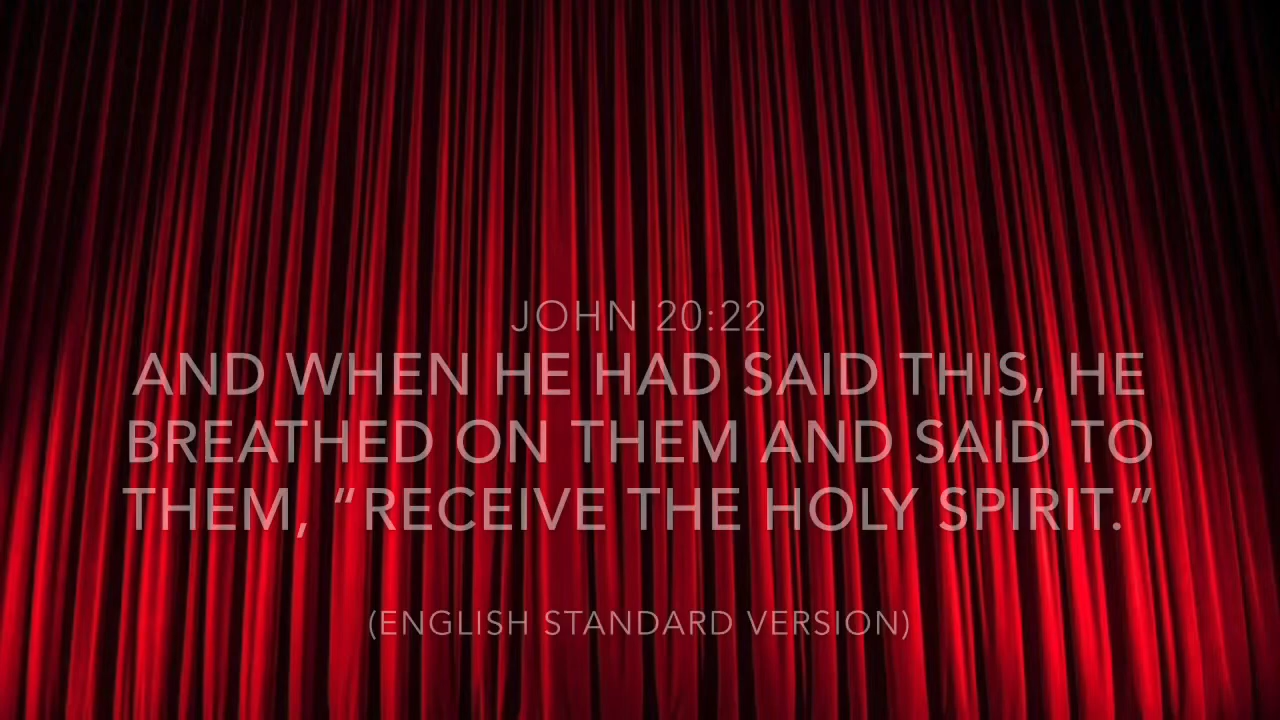 JOHN 20:22
AND WHEN HE HAD SAID THIS, HE
BREATHED ON THEM AND SAID TO
THEM, “RECEIVE THE HOLY SPIRIT.”
(ENGLISH STANDARD VERSION)